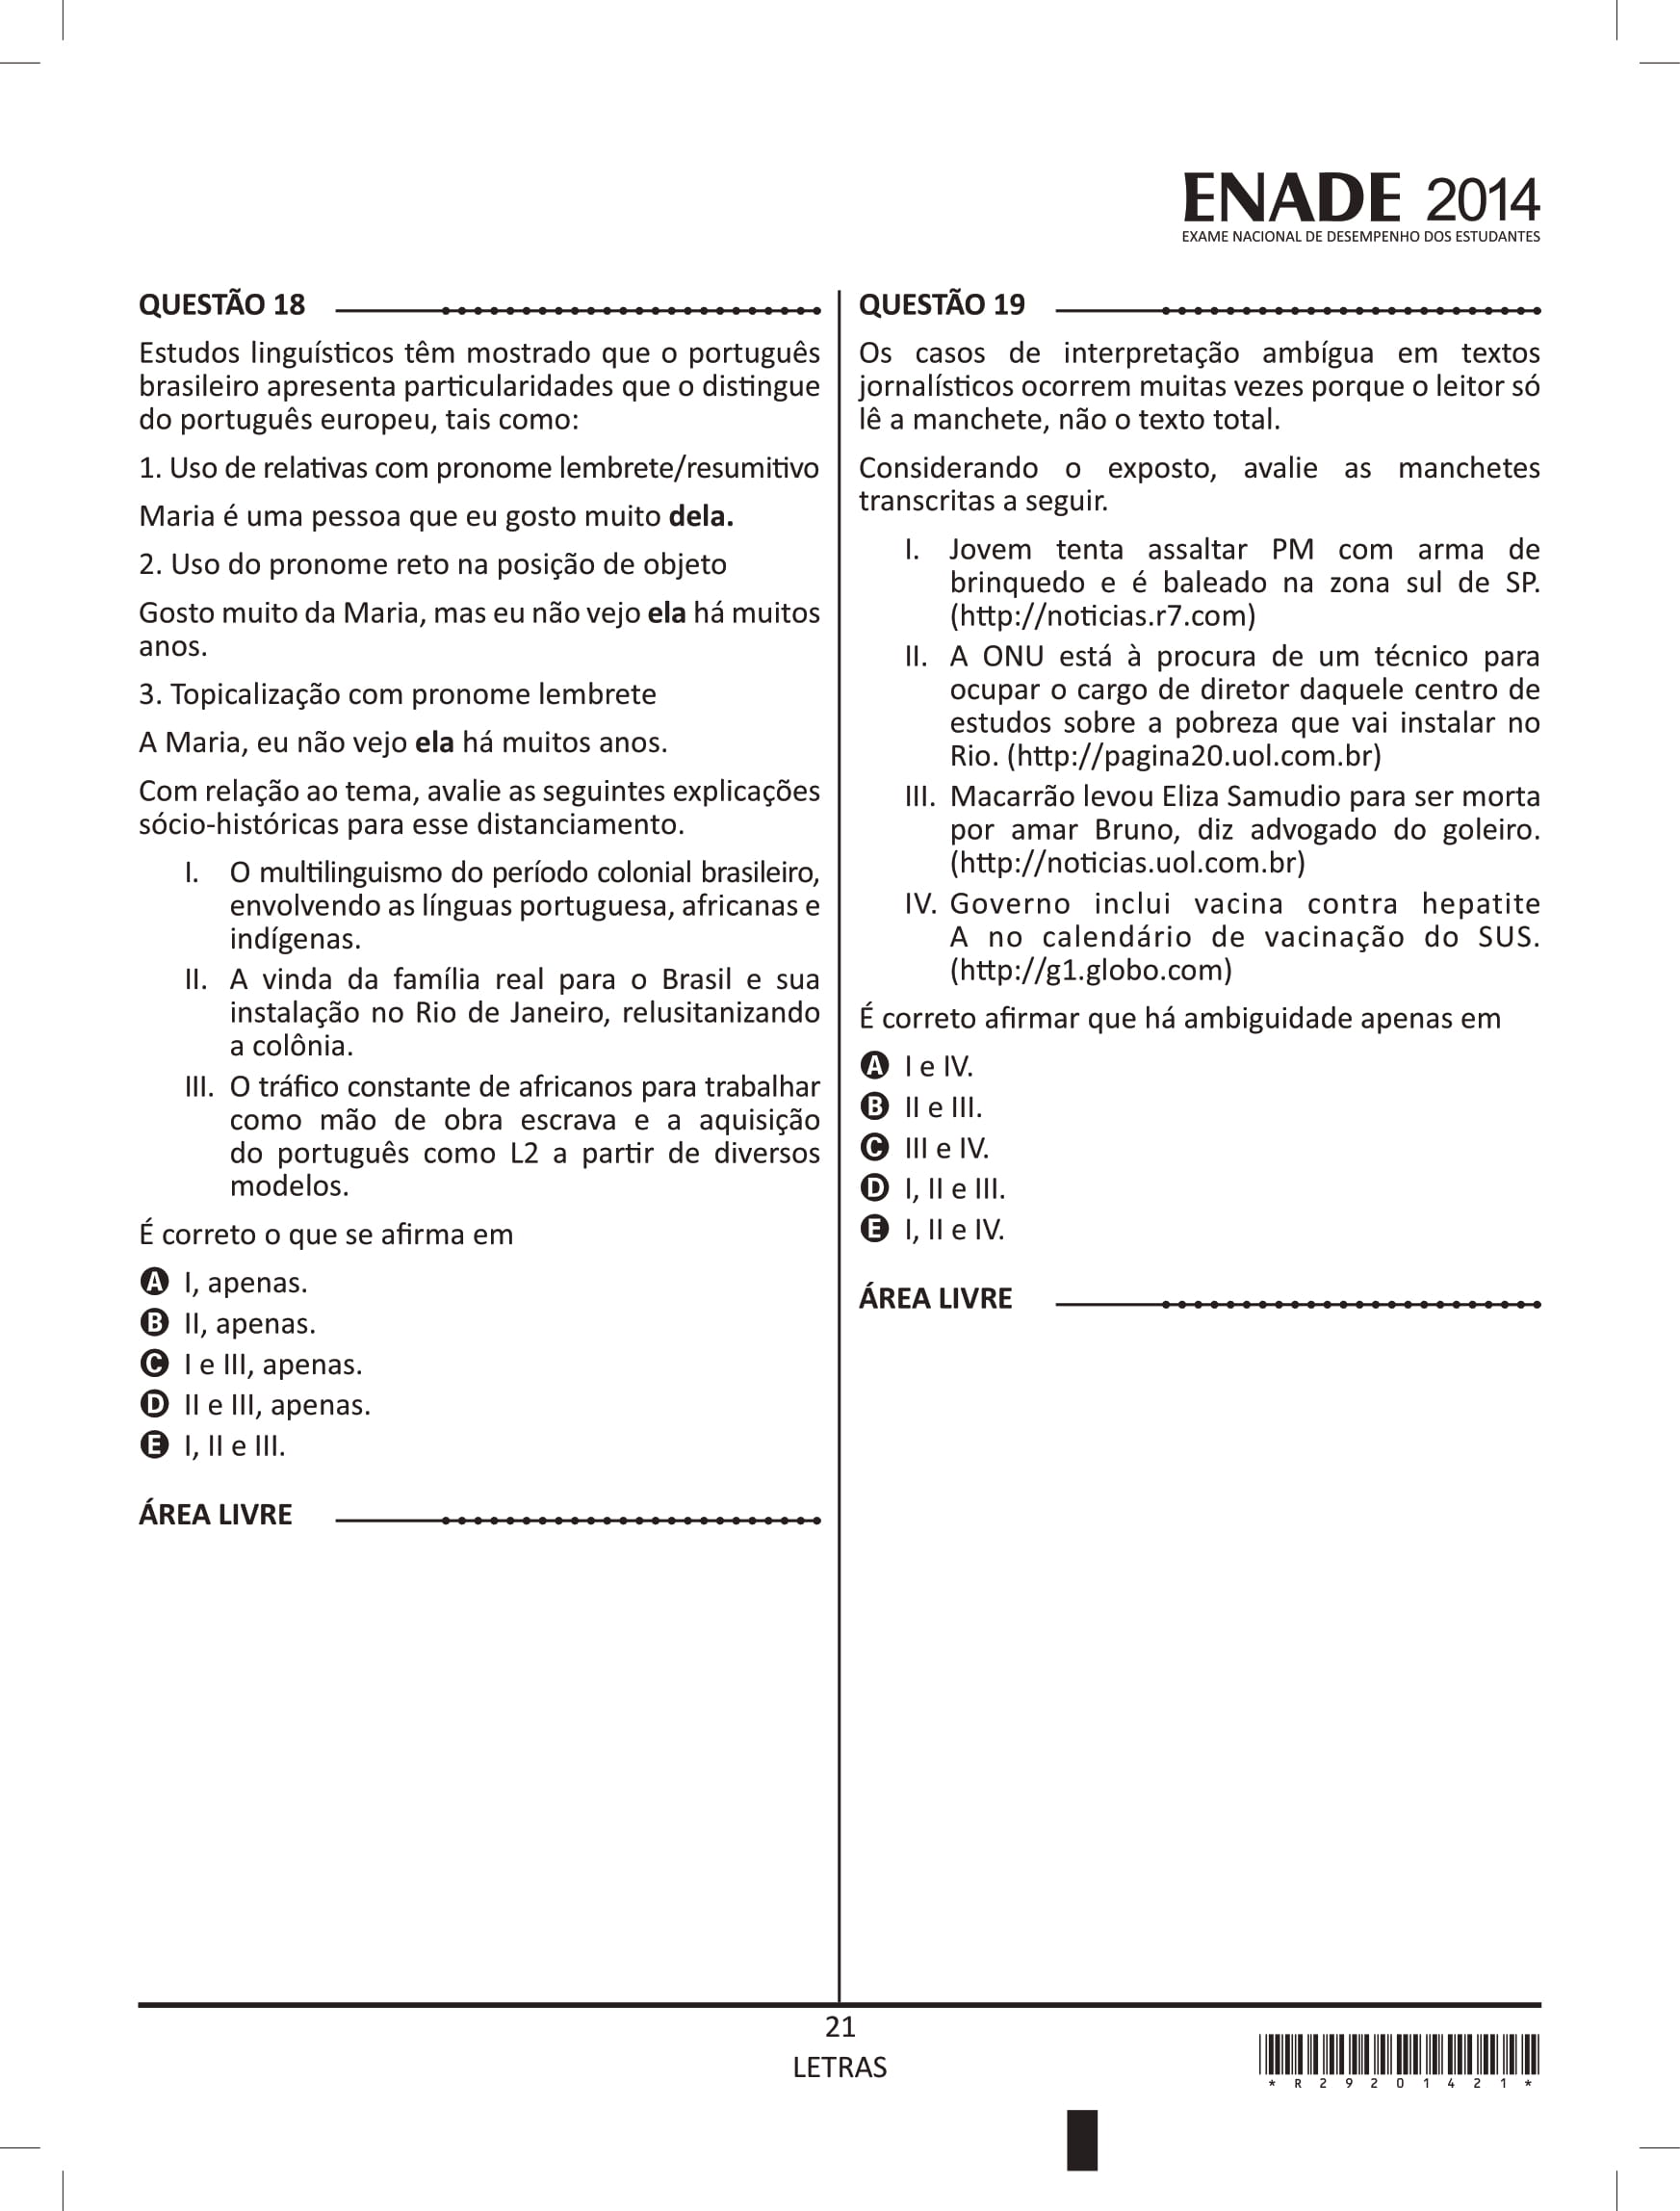 ENADE 2014
EXAME NACIONAL DE DESEMPENHO DOS ESTUDANTES
QUESTÃO 18
Estudos linguísticos têm mostrado que o português
brasileiro apresenta particularidades que o distingue
do português europeu, tais como:
1. Uso de relativas com pronome lembrete/resumitivo
Maria é uma pessoa que eu gosto muito dela.
2. Uso do pronome reto na posição de objeto
Gosto muito da Maria, mas eu não vejo ela há muitos
anos.
3. Topicalização com pronome lembrete
A Maria, eu não vejo ela há muitos anos.
Com relação ao tema, avalie as seguintes explicações
sócio-históricas para esse distanciamento.
I. O multilinguismo do período colonial brasileiro,
envolvendo as línguas portuguesa, africanas e
indígenas.
II. A vinda da família real para o Brasil e sua
instalação no Rio de Janeiro, relusitanizando
a colônia.
III. O tráfico constante de africanos para trabalhar
como mão de obra escrava e a aquisição
do português como L2 a partir de diversos
modelos.
É correto o que se afirma em
A I, apenas.
B II, apenas.
C I e III, apenas.
D II e III, apenas.
E I, II e III.
ÁREA LIVRE
QUESTÃO 19
Os casos de interpretação ambígua em textos
jornalísticos ocorrem muitas vezes porque o leitor só
lê a manchete, não o texto total.
Considerando o exposto, avalie as manchetes
transcritas a seguir.
I. Jovem tenta assaltar PM com arma de
brinquedo e é baleado na zona sul de SP.
(http://noticias.r7.com)
II. A ONU está à procura de um técnico para
ocupar o cargo de diretor daquele centro de
estudos sobre a pobreza que vai instalar no
Rio. (http://pagina20.uol.com.br)
III. Macarrão levou Eliza Samudio para ser morta
por amar Bruno, diz advogado do goleiro.
(http://noticias.uol.com.br)
IV. Governo inclui vacina contra hepatite
A no calendário de vacinação do SUS.
(http://g1.globo.com)
É correto afirmar que há ambiguidade apenas em
A I e IV.
B II e III.
C III e IV.
D I, II e III.
E I, II e IV.
ÁREA LIVRE
21
LETRAS
* R 2 9 2 0 1 4 2 1 *